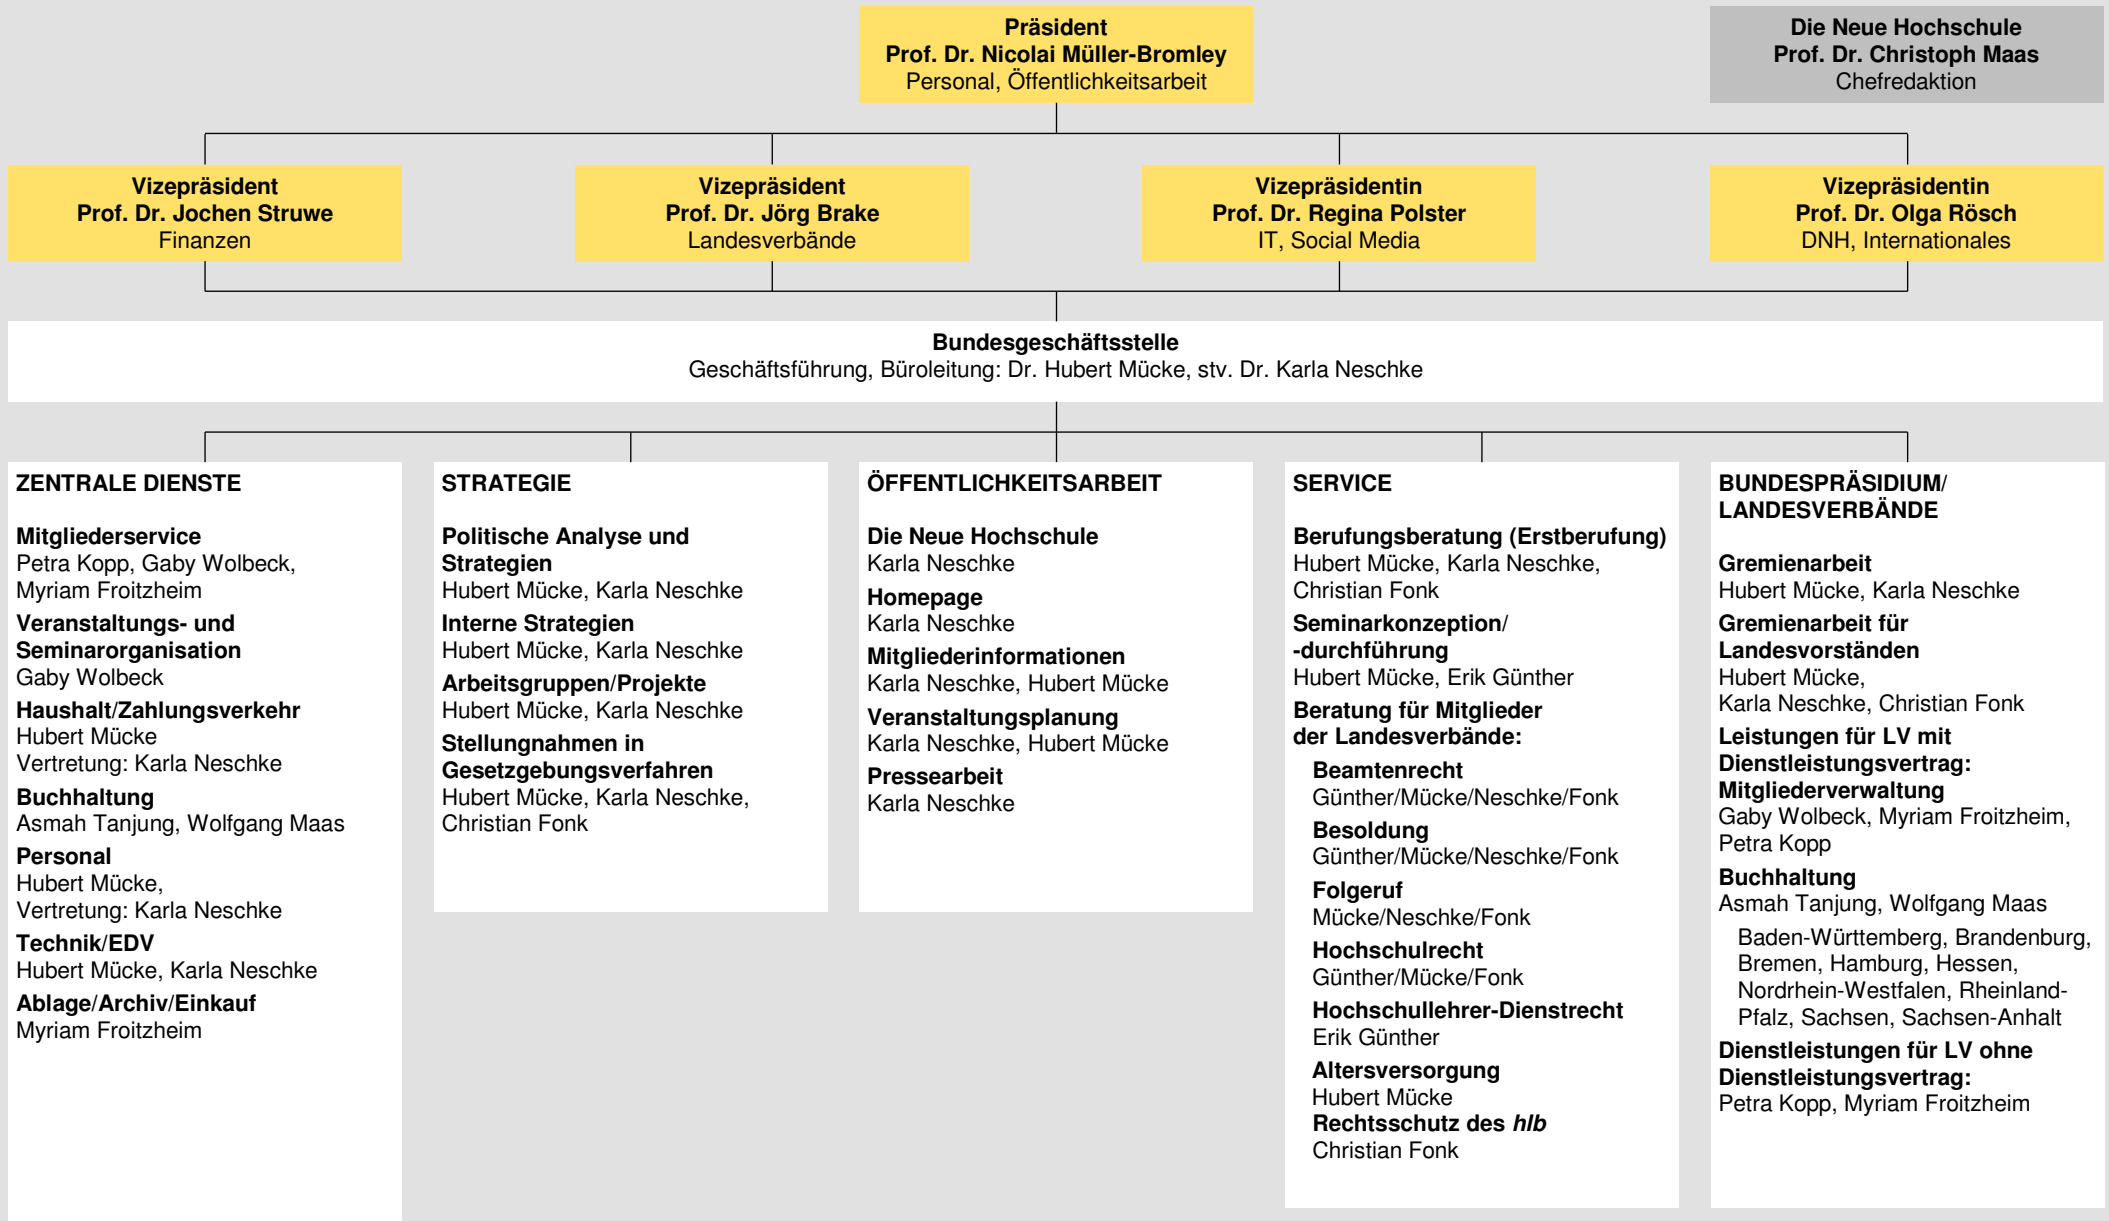 Präsident
Prof. Dr. Nicolai Müller-Bromley
Personal, Öffentlichkeitsarbeit
Die Neue Hochschule
Prof. Dr. Christoph Maas
Chefredaktion
Vizepräsident
Prof. Dr. Jochen Struwe
Finanzen
Vizepräsident
Prof. Dr. Jörg Brake
Landesverbände
Vizepräsidentin
Prof. Dr. Regina Polster
IT, Social Media
Vizepräsidentin
Prof. Dr. Olga Rösch
DNH, Internationales
Bundesgeschäftsstelle
Geschäftsführung, Büroleitung: Dr. Hubert Mücke, stv. Dr. Karla Neschke
ZENTRALE DIENSTE
Mitgliederservice
Petra Kopp, Gaby Wolbeck,
Myriam Froitzheim
Veranstaltungs- und
Seminarorganisation
Gaby Wolbeck
Haushalt/Zahlungsverkehr
Hubert Mücke
Vertretung: Karla Neschke
Buchhaltung
Asmah Tanjung, Wolfgang Maas
Personal
Hubert Mücke,
Vertretung: Karla Neschke
Technik/EDV
Hubert Mücke, Karla Neschke
Ablage/Archiv/Einkauf
Myriam Froitzheim
STRATEGIE
Politische Analyse und
Strategien
Hubert Mücke, Karla Neschke
Interne Strategien
Hubert Mücke, Karla Neschke
Arbeitsgruppen/Projekte
Hubert Mücke, Karla Neschke
Stellungnahmen in
Gesetzgebungsverfahren
Hubert Mücke, Karla Neschke,
Christian Fonk
ÖFFENTLICHKEITSARBEIT
Die Neue Hochschule
Karla Neschke
Homepage
Karla Neschke
Mitgliederinformationen
Karla Neschke, Hubert Mücke
Veranstaltungsplanung
Karla Neschke, Hubert Mücke
Pressearbeit
Karla Neschke
SERVICE
Berufungsberatung (Erstberufung)
Hubert Mücke, Karla Neschke,
Christian Fonk
Seminarkonzeption/
-durchführung
Hubert Mücke, Erik Günther
Beratung für Mitglieder
der Landesverbände:
Beamtenrecht
Günther/Mücke/Neschke/Fonk
Besoldung
Günther/Mücke/Neschke/Fonk
Folgeruf
Mücke/Neschke/Fonk
Hochschulrecht
Günther/Mücke/Fonk
Hochschullehrer-Dienstrecht
Erik Günther
Altersversorgung
Hubert Mücke
Rechtsschutz des hlb
Christian Fonk
BUNDESPRÄSIDIUM/
LANDESVERBÄNDE
Gremienarbeit
Hubert Mücke, Karla Neschke
Gremienarbeit für
Landesvorständen
Hubert Mücke,
Karla Neschke, Christian Fonk
Leistungen für LV mit
Dienstleistungsvertrag:
Mitgliederverwaltung
Gaby Wolbeck, Myriam Froitzheim,
Petra Kopp
Buchhaltung
Asmah Tanjung, Wolfgang Maas
Baden-Württemberg, Brandenburg,
Bremen, Hamburg, Hessen,
Nordrhein-Westfalen, Rheinland-
Pfalz, Sachsen, Sachsen-Anhalt
Dienstleistungen für LV ohne
Dienstleistungsvertrag:
Petra Kopp, Myriam Froitzheim